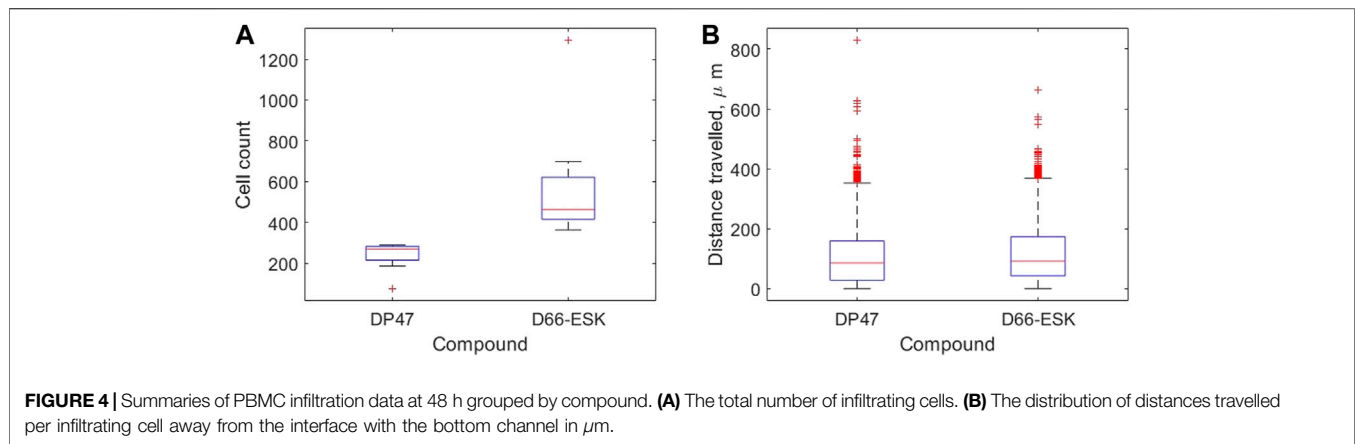 A
1200
1000
800
600
400
200
Cell count
DP47
D66-ESK
Compound
B
800
600
400
200
0
Distance travelled, μ m
DP47
D66-ESK
Compound
FIGURE 4 | Summaries of PBMC infiltration data at 48 h grouped by compound. (A) The total number of infiltrating cells. (B) The distribution of distances travelled
per infiltrating cell away from the interface with the bottom channel in μm.